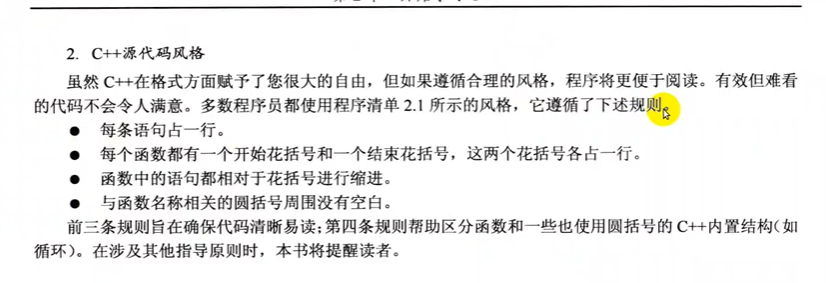 2. C++源代码风格
虽然 C++在格式方面赋予了您很大的自由，但如果遵循合理的风格，程序将更便于阅读。有效但难看
的代码不会令人满意。多数程序员都使用程序清单 2.1 所示的风格，它遵循了下述规则。
● 每条语句占一行。
● 每个函数都有一个开始花括号和一个结束花括号，这两个花括号各占一行。
● 函数中的语句都相对于花括号进行缩进。
● 与函数名称相关的圆括号周围没有空白。
前三条规则旨在确保代码清晰易读；第四条规则帮助区分函数和一些也使用圆括号的 C++内置结构（如
循环）。在涉及其他指导原则时，本书将提醒读者。